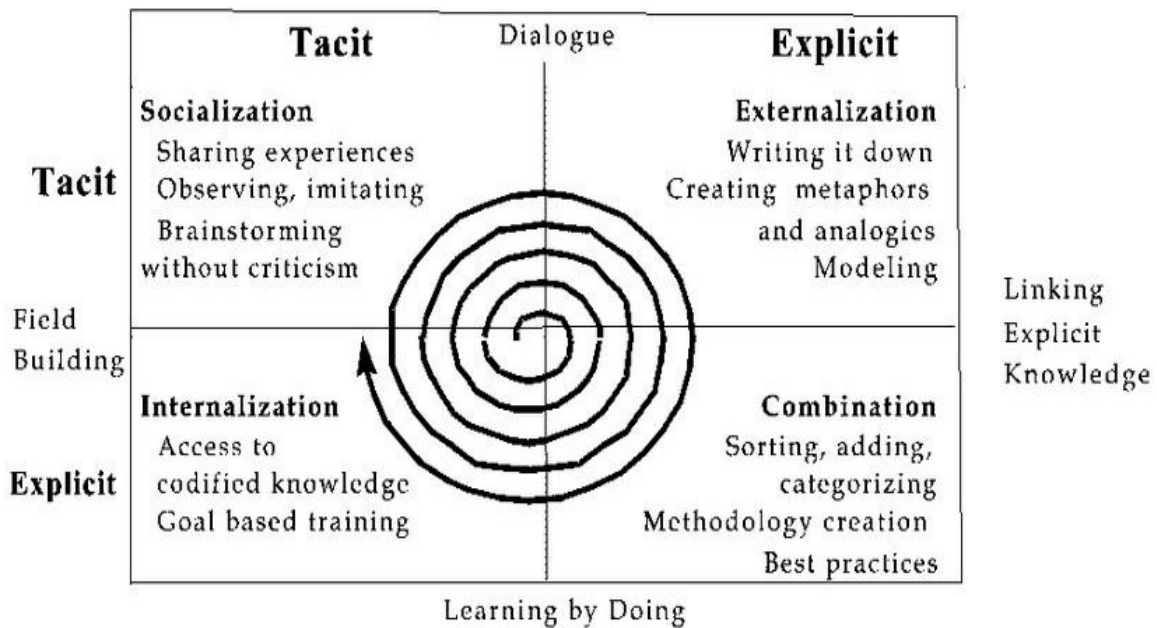 Tacit
Dialogue
Explicit
Tacit
Socialization
Sharing experiences
Observing, imitating
Brainstorming
without criticism
Externalization
Writing it down
Creating metaphors
and analogies
Modeling
Field
Building
Linking
Explicit
Knowledge
Explicit
Internalization
Access to
codified knowledge
Goal based training
Combination
Sorting, adding,
categorizing
Methodology creation
Best practices
Learning by Doing